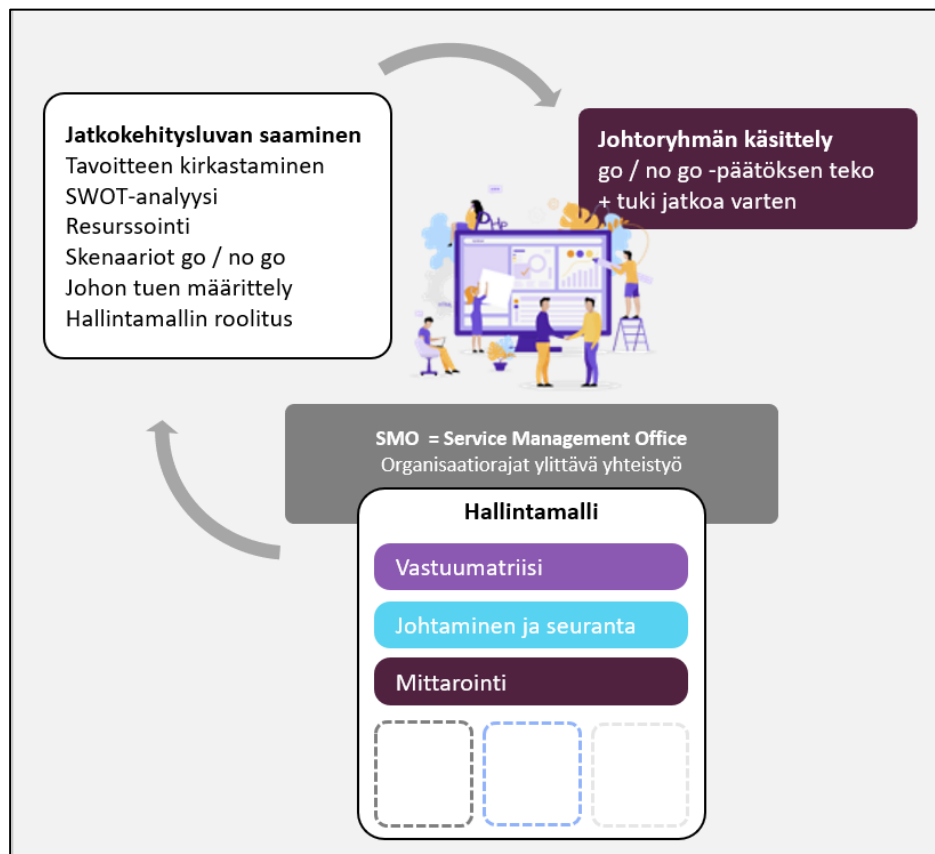 Jatkokehitysluvan saaminen
Tavoitteen kirkastaminen
SWOT-analyysi
Resurssointi
Skenaariot go / no go
Johon tuen määrittely
Hallintamallin roolitus
Johtoryhmän käsittely
go / no go -päätöksen teko
+ tuki jatkoa varten
SMO = Service Management Office
Organisaatiorajat ylittävä yhteistyö
Hallintamalli
Vastuumatriisi
Johtaminen ja seuranta
Mittarointi